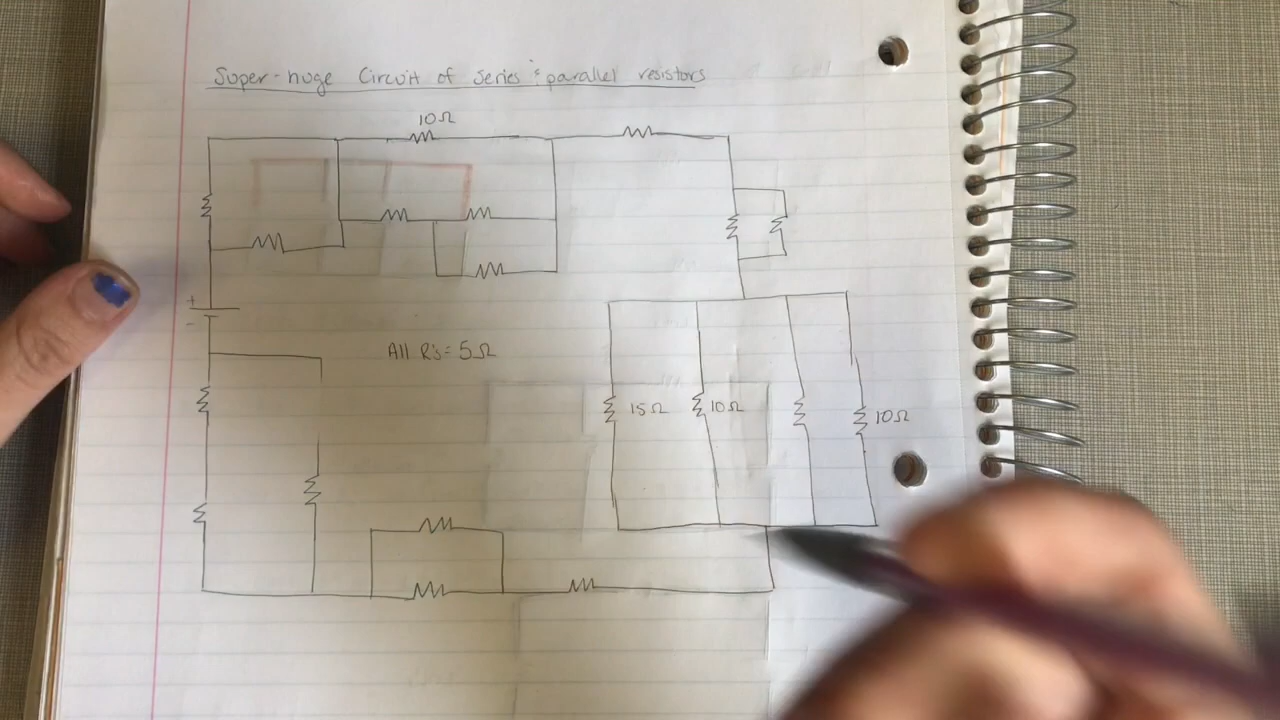 Super-huge Circuit of series & parallel resistors
10Ω
+
-
All R's = 5Ω
15Ω
10Ω
10Ω